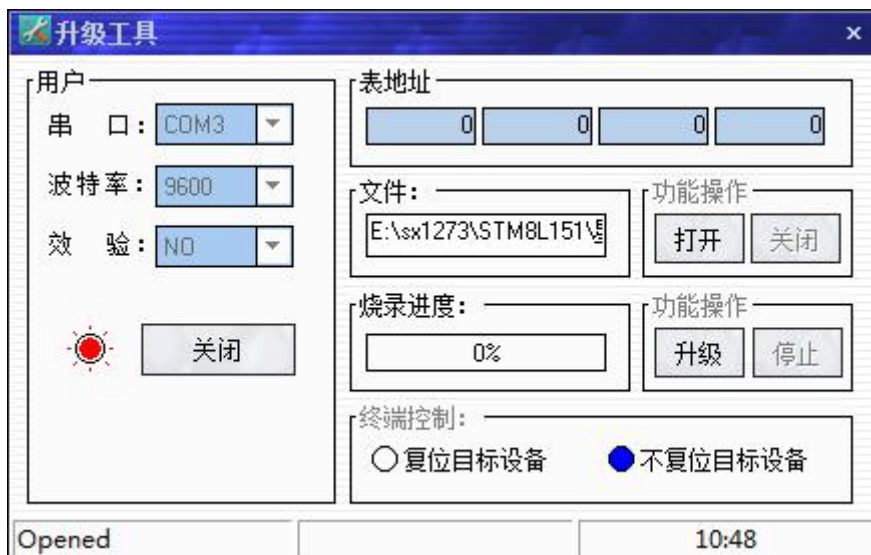 升级工具
用户
串 口：
COM3
波特率：
9600
效 验：
NO
关闭
表地址
0 0 0 0
文件：
E:\sx1273\STM8L151\
功能操作
打开 关闭
烧录进度：
0%
功能操作
升级 停止
终端控制：
复位目标设备 不复位目标设备
Opened
10:48